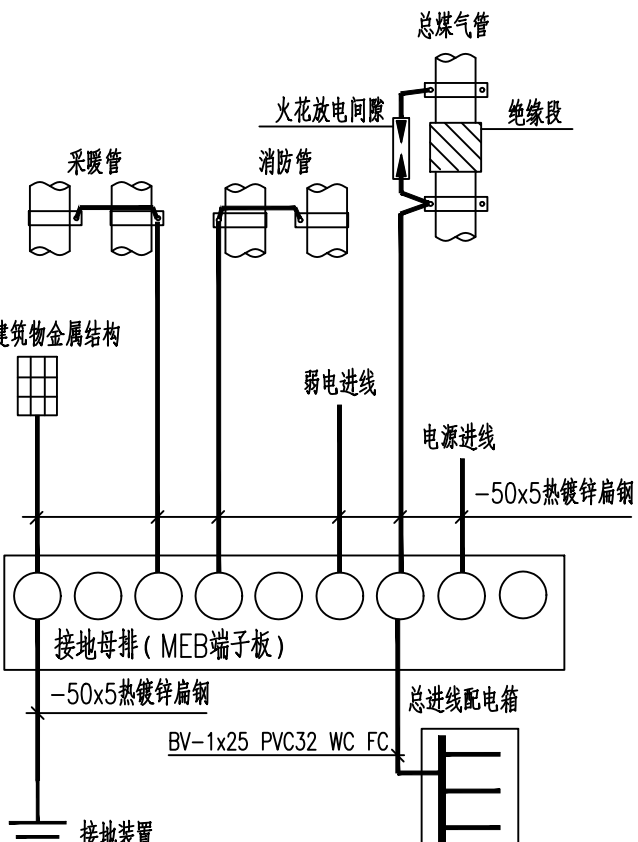 总煤气管
火花放电间隙
绝缘段
采暖管
消防管
建筑物金属结构
弱电进线
电源进线
-50x5热镀锌扁钢
接地母排(MEB端子板)
-50x5热镀锌扁钢
总进线配电箱
BV-1x25 PVC32 WC FC
接地装置